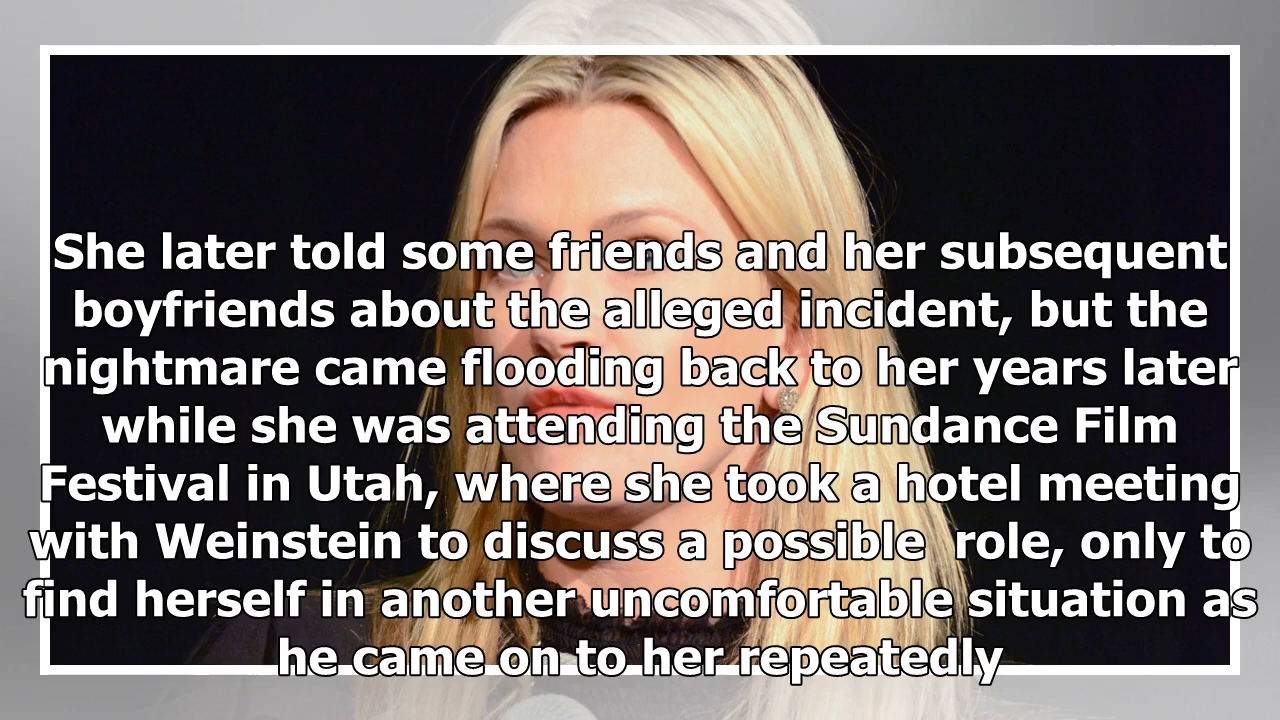 She later told some friends and her subsequent
boyfriends about the alleged incident, but the
nightmare came flooding back to her years later
while she was attending the Sundance Film
Festival in Utah, where she took a hotel meeting
with Weinstein to discuss a possible  role, only to
find herself in another uncomfortable situation as
he came on to her repeatedly